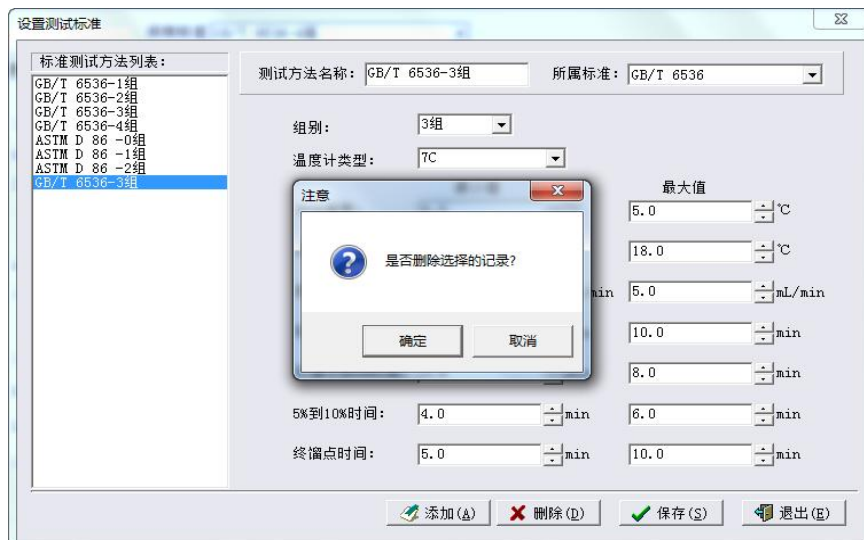 设置测试标准
标准测试方法列表:
GB/T 6536-1组
GB/T 6536-2组
GB/T 6536-3组
GB/T 6536-4组
ASTM D 86 -0组
ASTM D 86 -1组
ASTM D 86 -2组
GB/T 6536-3组
测试方法名称: GB/T 6536-3组 所属标准: GB/T 6536
组别: 3组
温度计类型: 7C
最大值
5.0 ℃
18.0 ℃
min 5.0 mL/min
10.0 min
8.0 min
5%到10%时间: 4.0 min 6.0 min
终馏点时间: 5.0 min 10.0 min
注意
是否删除选择的记录?
确定 取消
添加(A) 删除(D) 保存(S) 退出(E)